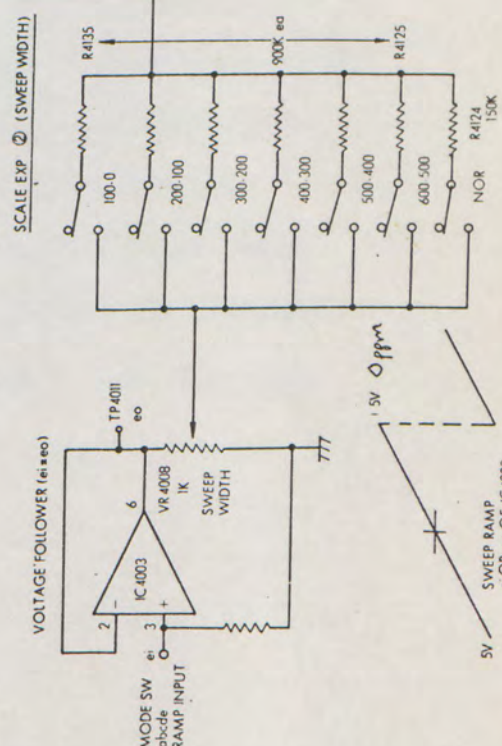 SCALE EXP ② (SWEEP WIDTH)
R4135
900K ea
R4125
100-0
200-100
300-200
400-300
500-400
600-500
NOR
R4124
150K
VOLTAGE FOLLOWER (ei=eo)
TP4011
eo
2
-
6
IC4003
3
+
ei
VR4008
1K
SWEEP
WIDTH
MODE SW
abcde
RAMP INPUT
5V
0 ppm
5V
SWEEP RAMP